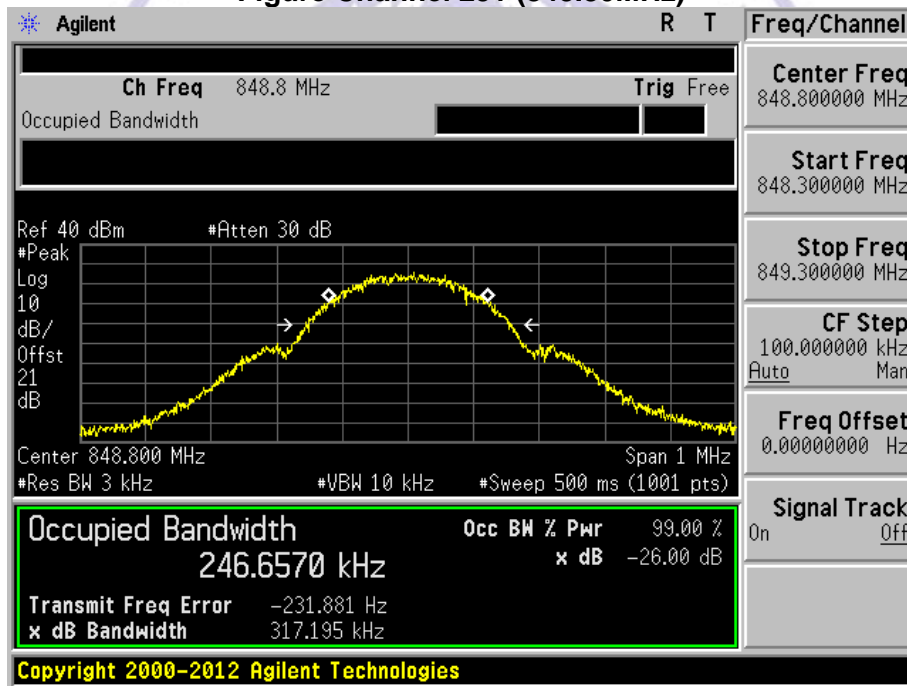 Agilent R T
Freq/Channel
Ch Freq 848.8 MHz Trig Free
Occupied Bandwidth
Center Freq
848.800000 MHz
Start Freq
848.300000 MHz
Stop Freq
849.300000 MHz
CF Step
100.000000 kHz
Auto Man
Freq Offset
0.00000000 Hz
Signal Track
On Off
Ref 40 dBm #Atten 30 dB
#Peak
Log
10
dB/
Offst
21
dB
Center 848.800 MHz Span 1 MHz
#Res BW 3 kHz #VBW 10 kHz #Sweep 500 ms (1001 pts)
Occupied Bandwidth Occ BW % Pwr 99.00 %
246.6570 kHz x dB -26.00 dB
Transmit Freq Error -231.881 Hz
x dB Bandwidth 317.195 kHz
Copyright 2000-2012 Agilent Technologies